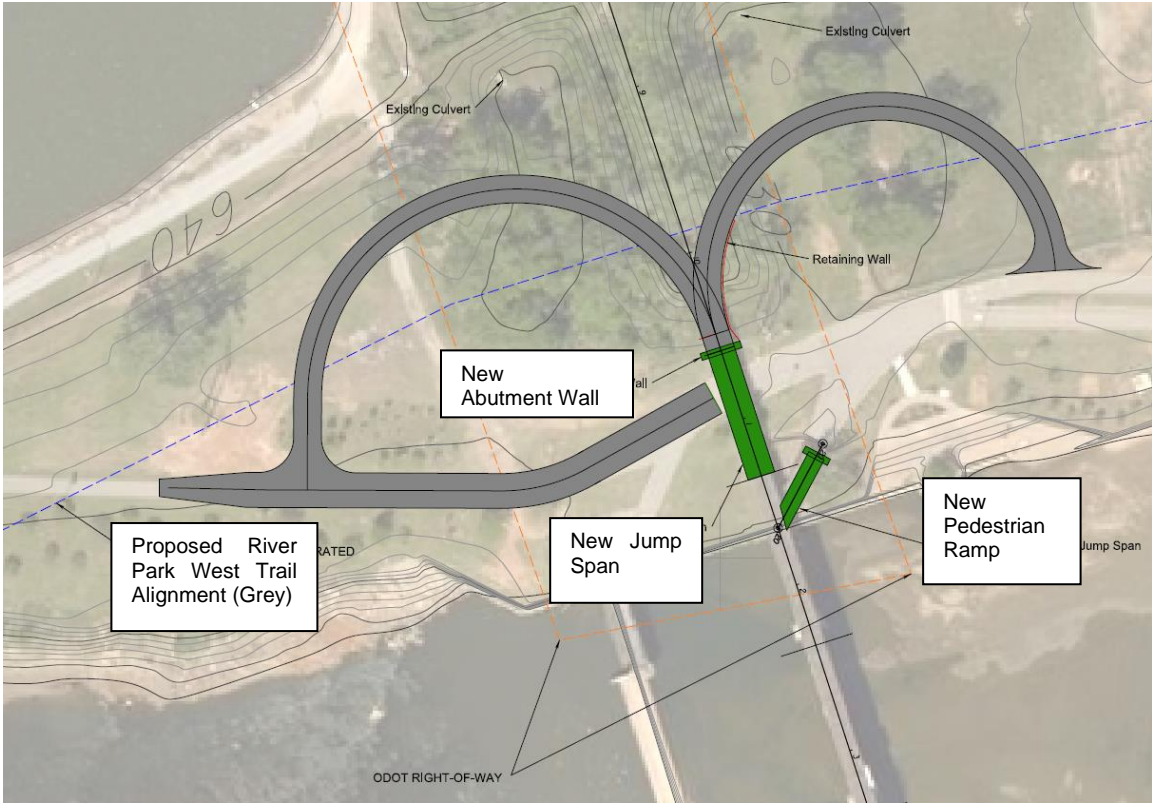 Existing Culvert
Existing Culvert
640
Retaining Wall
New
Abutment Wall
all
Proposed River
Park West Trail
Alignment (Grey)
RATED
New Jump
Span
New
Pedestrian
Ramp
Jump Span
ODOT RIGHT-OF-WAY